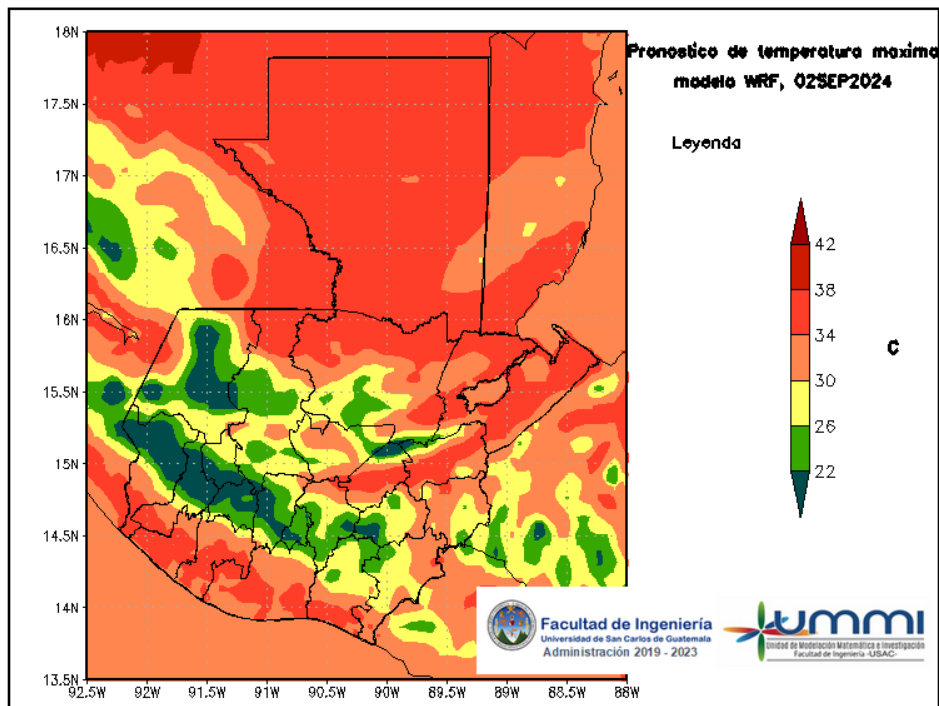 Pronostico de temperatura maxima
modelo WRF, 02SEP2024
Leyenda
42
38
34
30
26
22
C
18N
17.5N
17N
16.5N
16N
15.5N
15N
14.5N
14N
13.5N
92.5W
92W
91.5W
91W
90.5W
90W
89.5W
89W
88.5W
88W
Facultad de Ingeniería
Universidad de San Carlos de Guatemala
Administración 2019 - 2023
UMMI
Unidad de Modelación Matemática e Investigación
Facultad de Ingeniería -USAC-